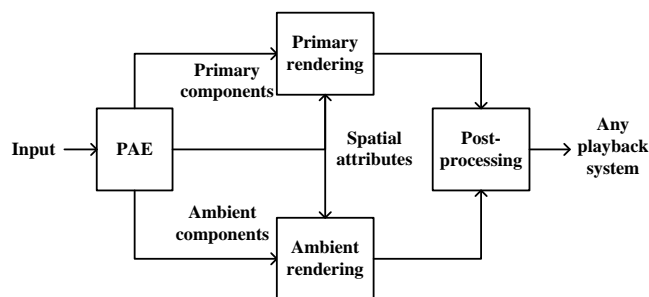 Primary
rendering
Primary
components
Input
PAE
Spatial
attributes
Post-
processing
Any
playback
system
Ambient
components
Ambient
rendering